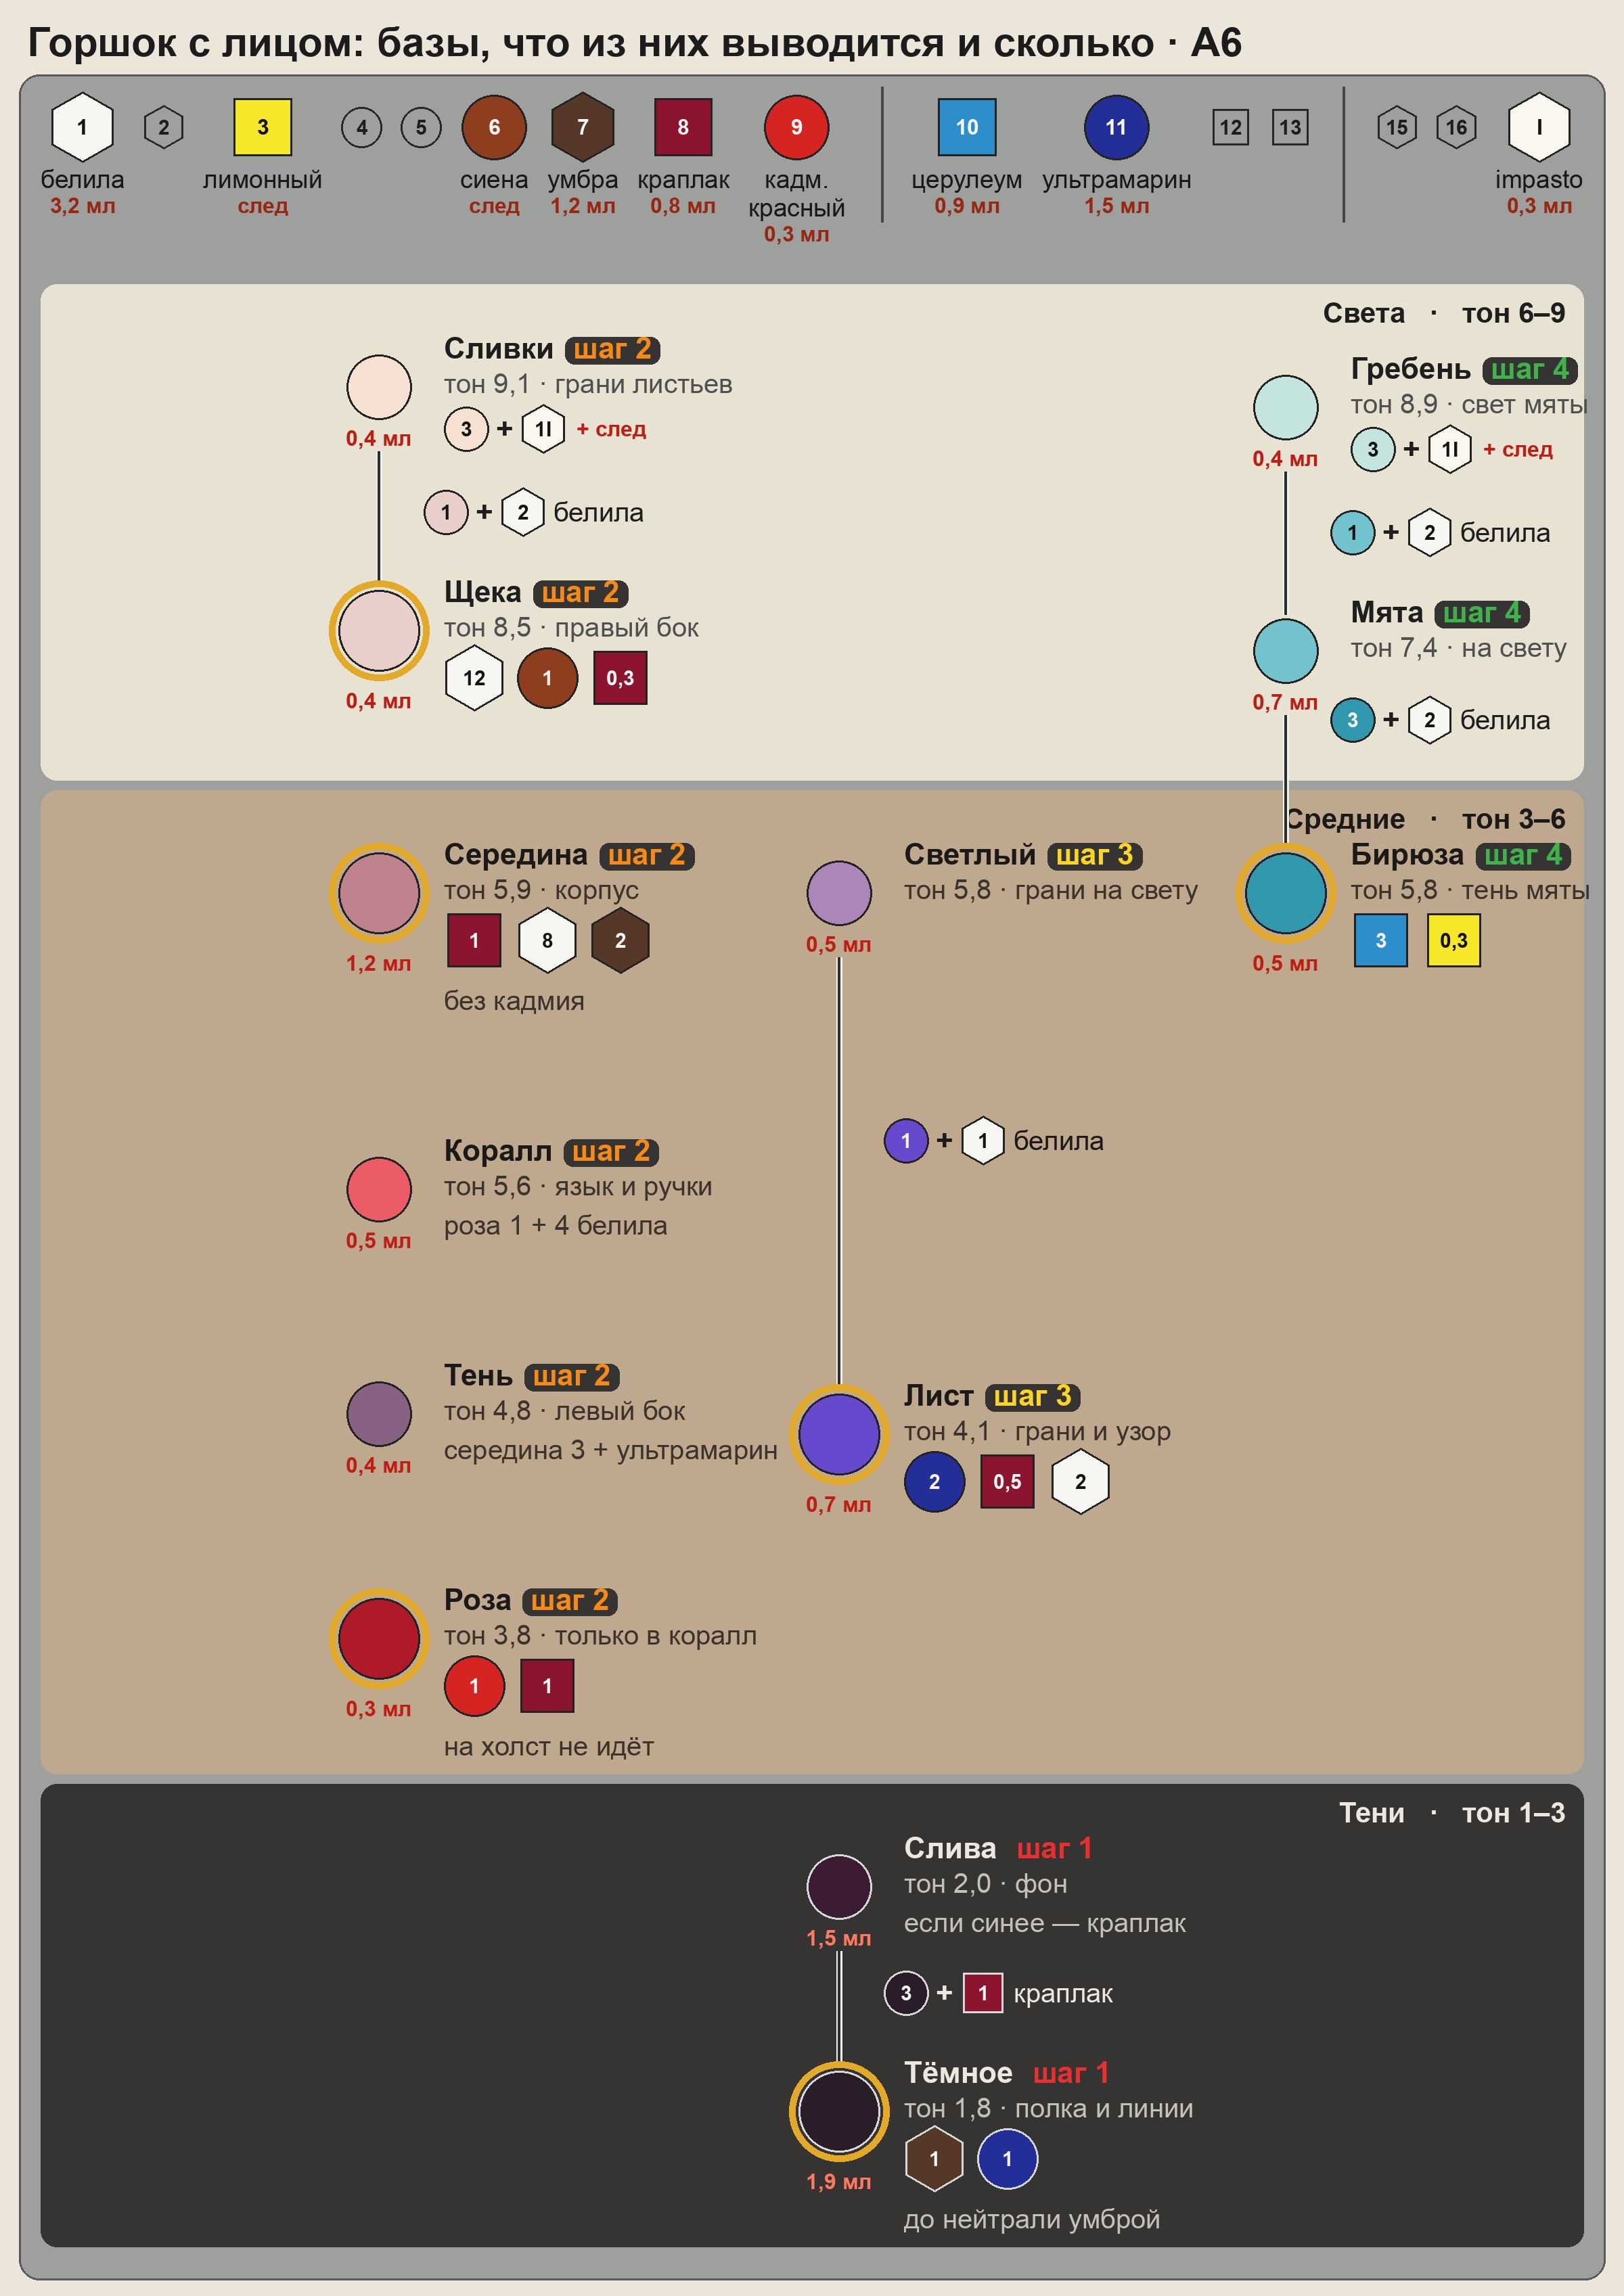 Горшок с лицом: базы, что из них выводится и сколько · А6
1 2 3 4 5 6 7 8 9 10 11 12 13 15 16 I
белила лимонный сиена умбра краплак кадм. красный церулеум ультрамарин impasto
3,2 мл след след 1,2 мл 0,8 мл 0,3 мл 0,9 мл 1,5 мл 0,3 мл
Света · тон 6–9
Сливки шаг 2
тон 9,1 · грани листьев
0,4 мл
3 + 1I + след
1 + 2 белила
Щека шаг 2
тон 8,5 · правый бок
12 1 0,3
0,4 мл
Гребень шаг 4
тон 8,9 · свет мяты
0,4 мл
3 + 1I + след
1 + 2 белила
Мята шаг 4
тон 7,4 · на свету
0,7 мл
3 + 2 белила
Средние · тон 3–6
Середина шаг 2
тон 5,9 · корпус
1 8 2
1,2 мл
без кадмия
Светлый шаг 3
тон 5,8 · грани на свету
0,5 мл
Бирюза шаг 4
тон 5,8 · тень мяты
3 0,3
0,5 мл
1 + 1 белила
Коралл шаг 2
тон 5,6 · язык и ручки
роза 1 + 4 белила
0,5 мл
Тень шаг 2
тон 4,8 · левый бок
середина 3 + ультрамарин
0,4 мл
Лист шаг 3
тон 4,1 · грани и узор
2 0,5 2
0,7 мл
Роза шаг 2
тон 3,8 · только в коралл
1 1
0,3 мл
на холст не идёт
Тени · тон 1–3
Слива шаг 1
тон 2,0 · фон
если синее — краплак
1,5 мл
3 + 1 краплак
Тёмное шаг 1
тон 1,8 · полка и линии
1 1
1,9 мл
до нейтрали умброй